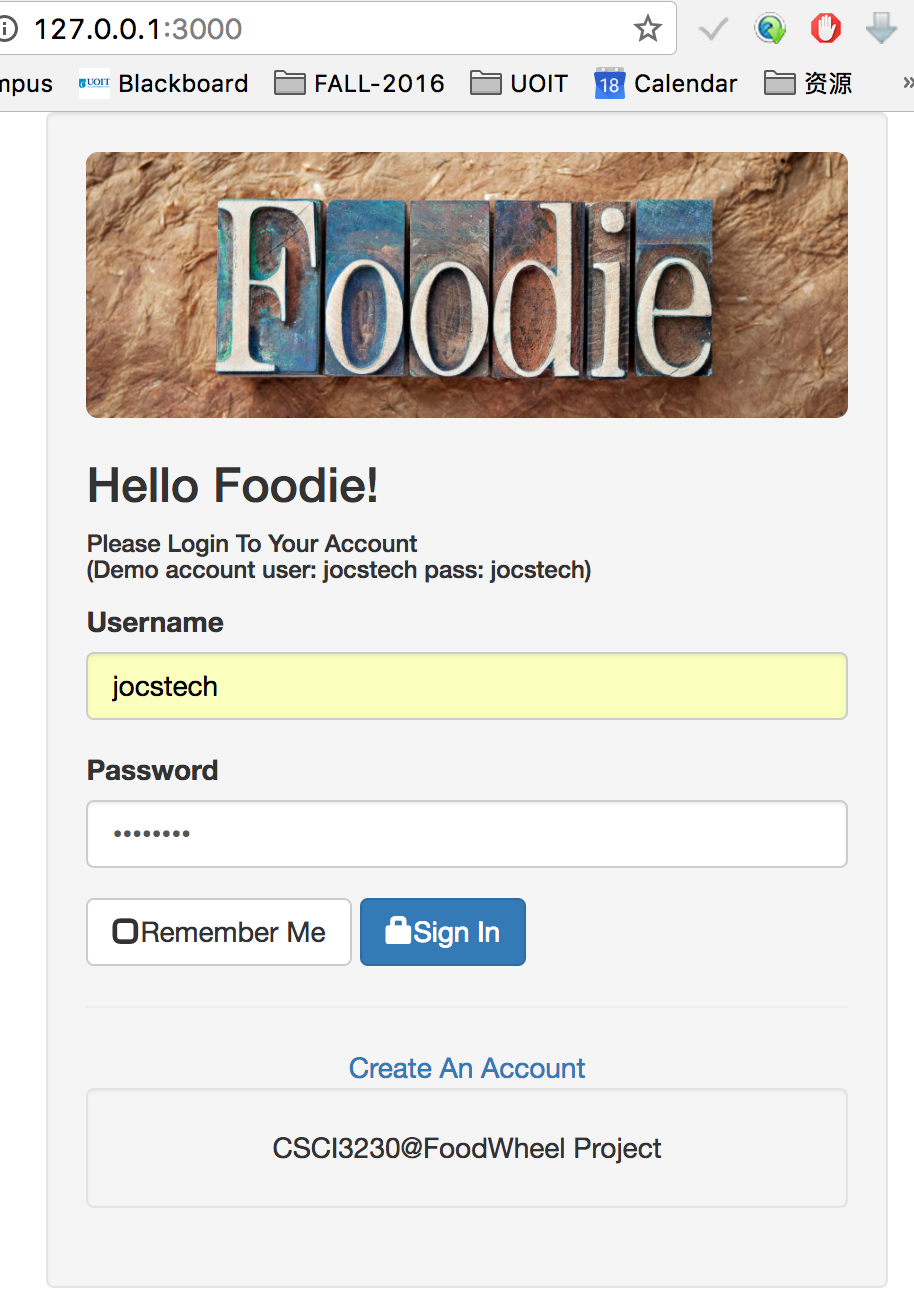 127.0.0.1:3000
mpus UOIT Blackboard FALL-2016 UOIT 18 Calendar 资源 »
Foodie
Hello Foodie!
Please Login To Your Account
(Demo account user: jocstech pass: jocstech)
Username
jocstech
Password
••••••••
Remember Me Sign In
Create An Account
CSCI3230@FoodWheel Project